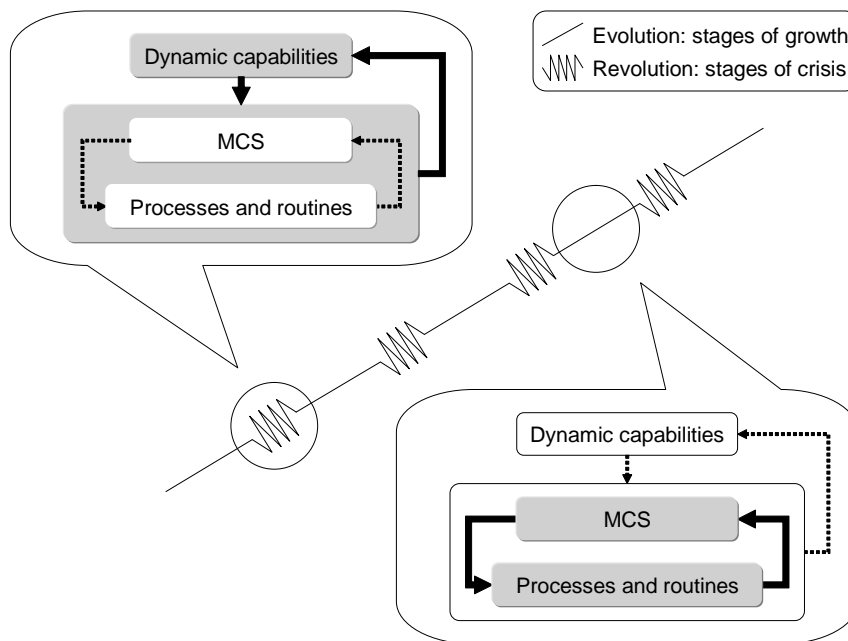 Dynamic capabilities
MCS
Processes and routines
Evolution: stages of growth
Revolution: stages of crisis
Dynamic capabilities
MCS
Processes and routines